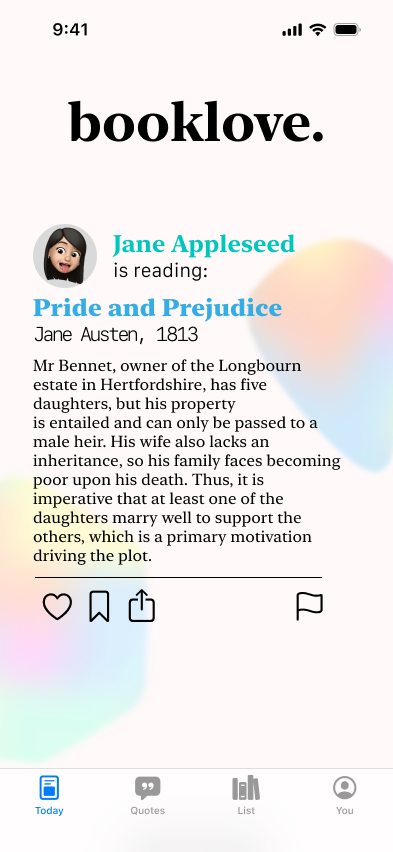 9:41
booklove.
Jane Appleseed
is reading:
Pride and Prejudice
Jane Austen, 1813
Mr Bennet, owner of the Longbourn
estate in Hertfordshire, has five
daughters, but his property
is entailed and can only be passed to a
male heir. His wife also lacks an
inheritance, so his family faces becoming
poor upon his death. Thus, it is
imperative that at least one of the
daughters marry well to support the
others, which is a primary motivation
driving the plot.
Today Quotes List You